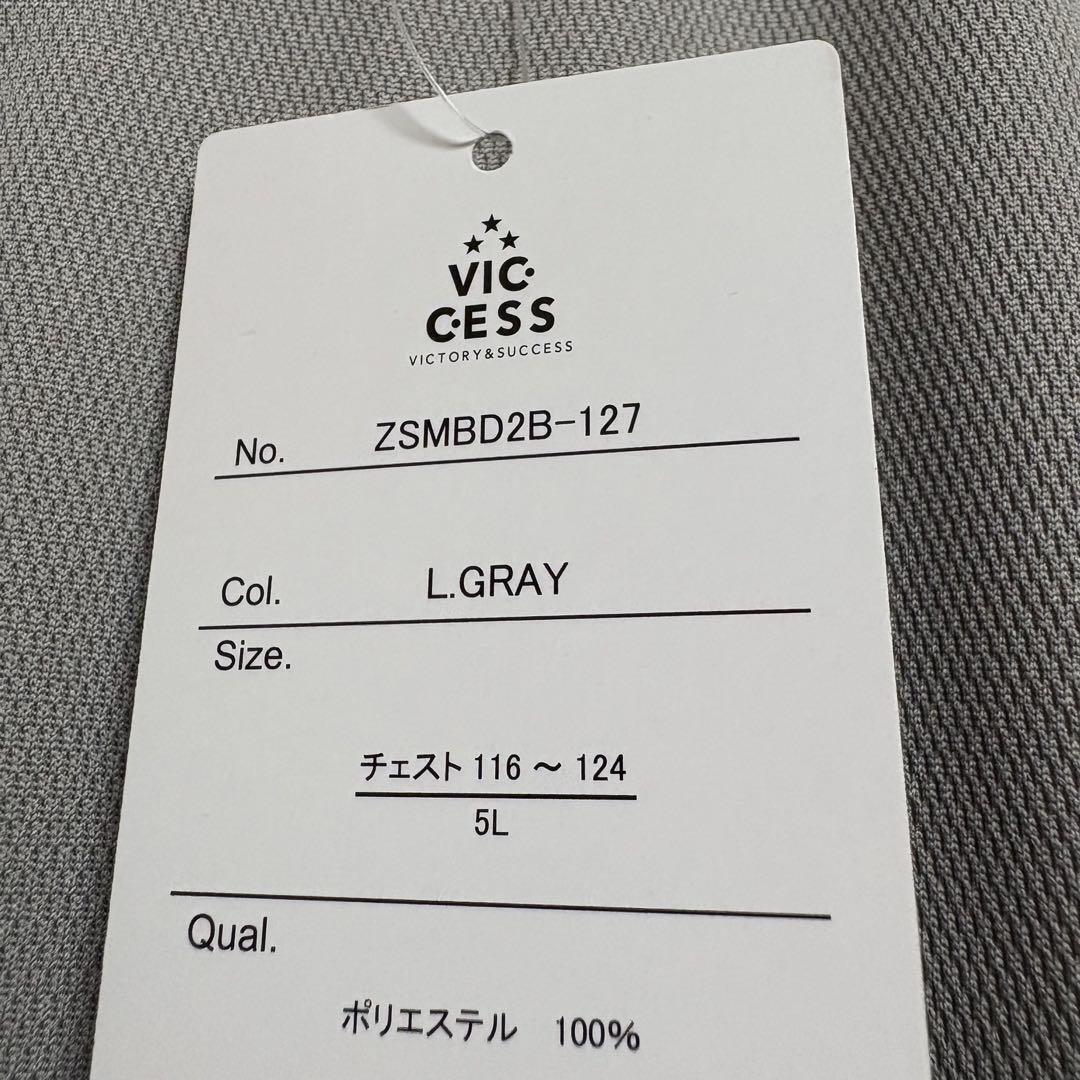 VIC·
C·ESS
VICTORY&SUCCESS
No. ZSMBD2B-127
Col. L.GRAY
Size.
チェスト 116 ～ 124
5L
Qual.
ポリエステル 100%